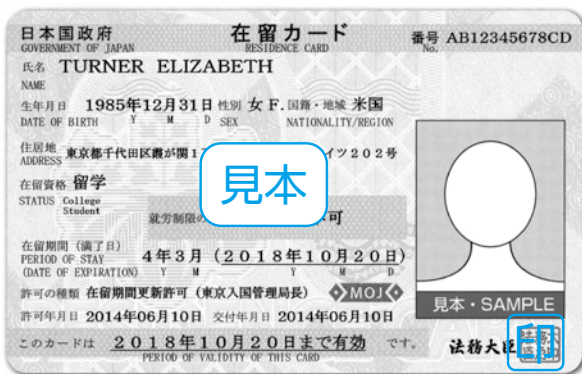 日本国政府 在留カード 番号 AB12345678CD
GOVERNMENT OF JAPAN RESIDENCE CARD No.
氏名 TURNER ELIZABETH
NAME
生年月日 1985年12月31日 性別 女 F. 国籍・地域 米国
DATE OF BIRTH Y M D SEX NATIONALITY/REGION
住居地 東京都千代田区霞が関1 イツ202号
ADDRESS
見本
在留資格 留学
STATUS College
Student
就労制限の 可
在留期間(満了日) 4年3月(2018年10月20日)
PERIOD OF STAY
(DATE OF EXPIRATION) Y M Y M D
見本・SAMPLE
許可の種類 在留期間更新許可(東京入国管理局長) MOJ
許可年月日 2014年06月10日 交付年月日 2014年06月10日
このカードは 2018年10月20日まで有効 です。
PERIOD OF VALIDITY OF THIS CARD
法務大臣 印